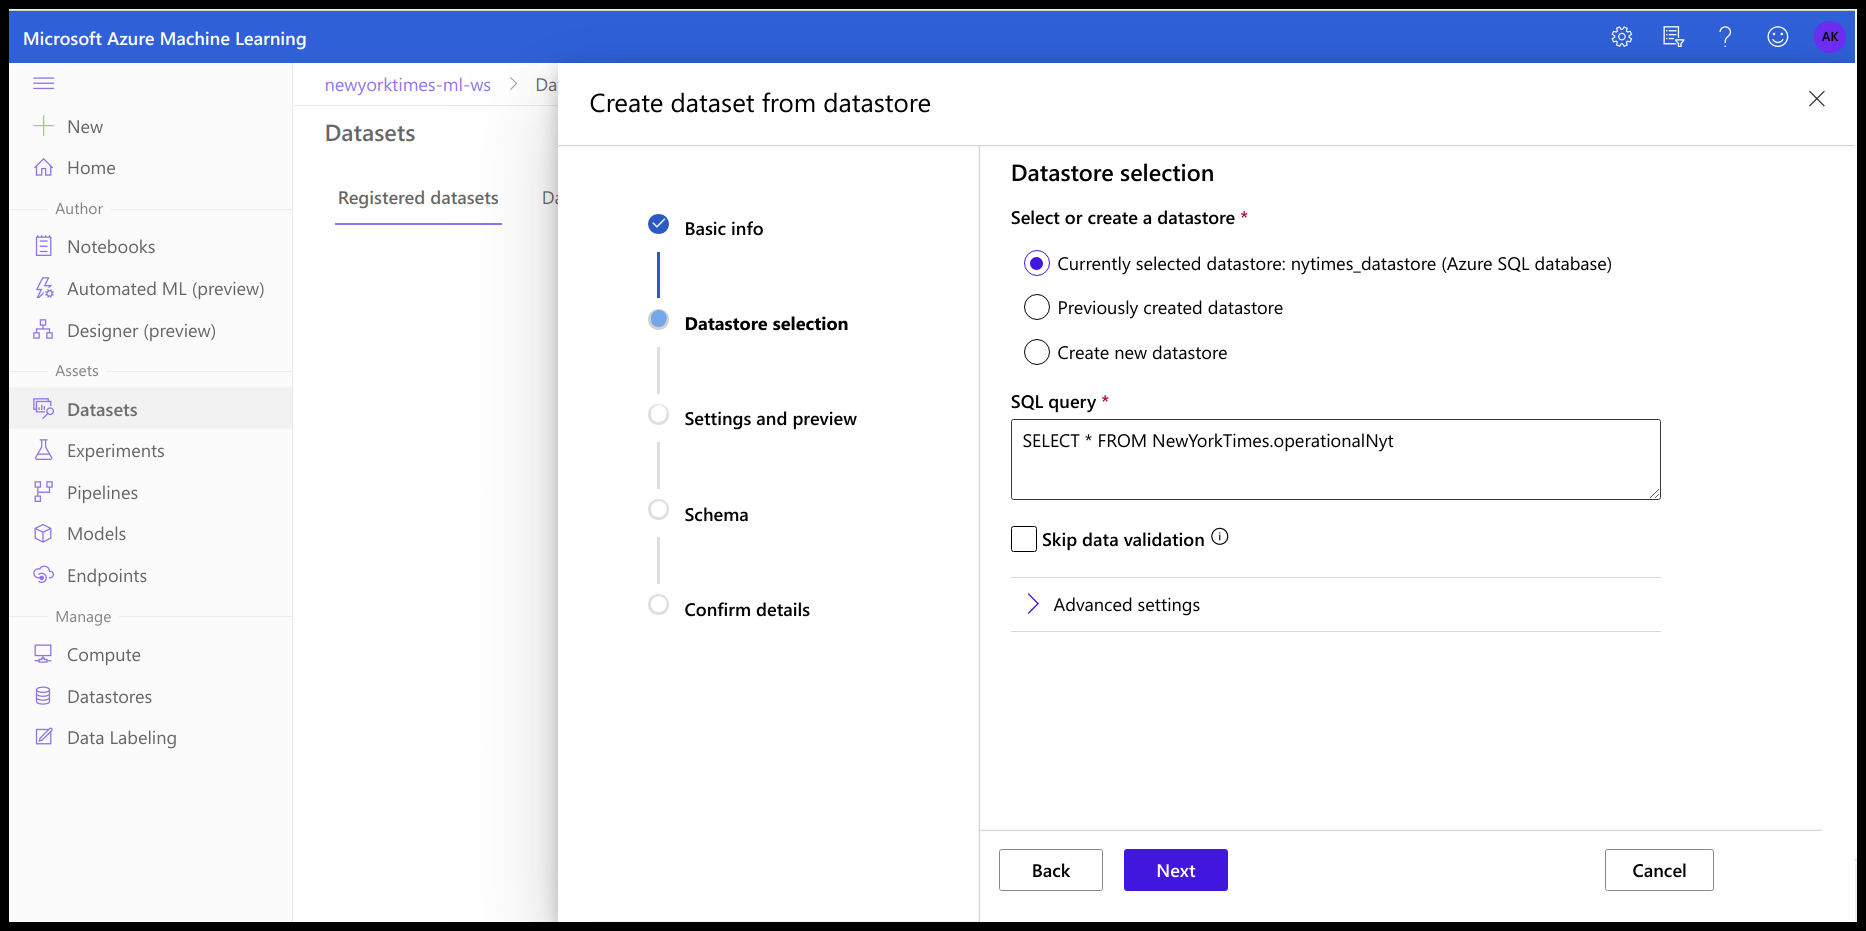 Microsoft Azure Machine Learning
AK
New
Home
Author
Notebooks
Automated ML (preview)
Designer (preview)
Assets
Datasets
Experiments
Pipelines
Models
Endpoints
Manage
Compute
Datastores
Data Labeling
newyorktimes-ml-ws > Da
Datasets
Registered datasets Da
Create dataset from datastore
Basic info
Datastore selection
Settings and preview
Schema
Confirm details
Datastore selection
Select or create a datastore *
Currently selected datastore: nytimes_datastore (Azure SQL database)
Previously created datastore
Create new datastore
SQL query *
SELECT * FROM NewYorkTimes.operationalNyt
Skip data validation
Advanced settings
Back Next Cancel